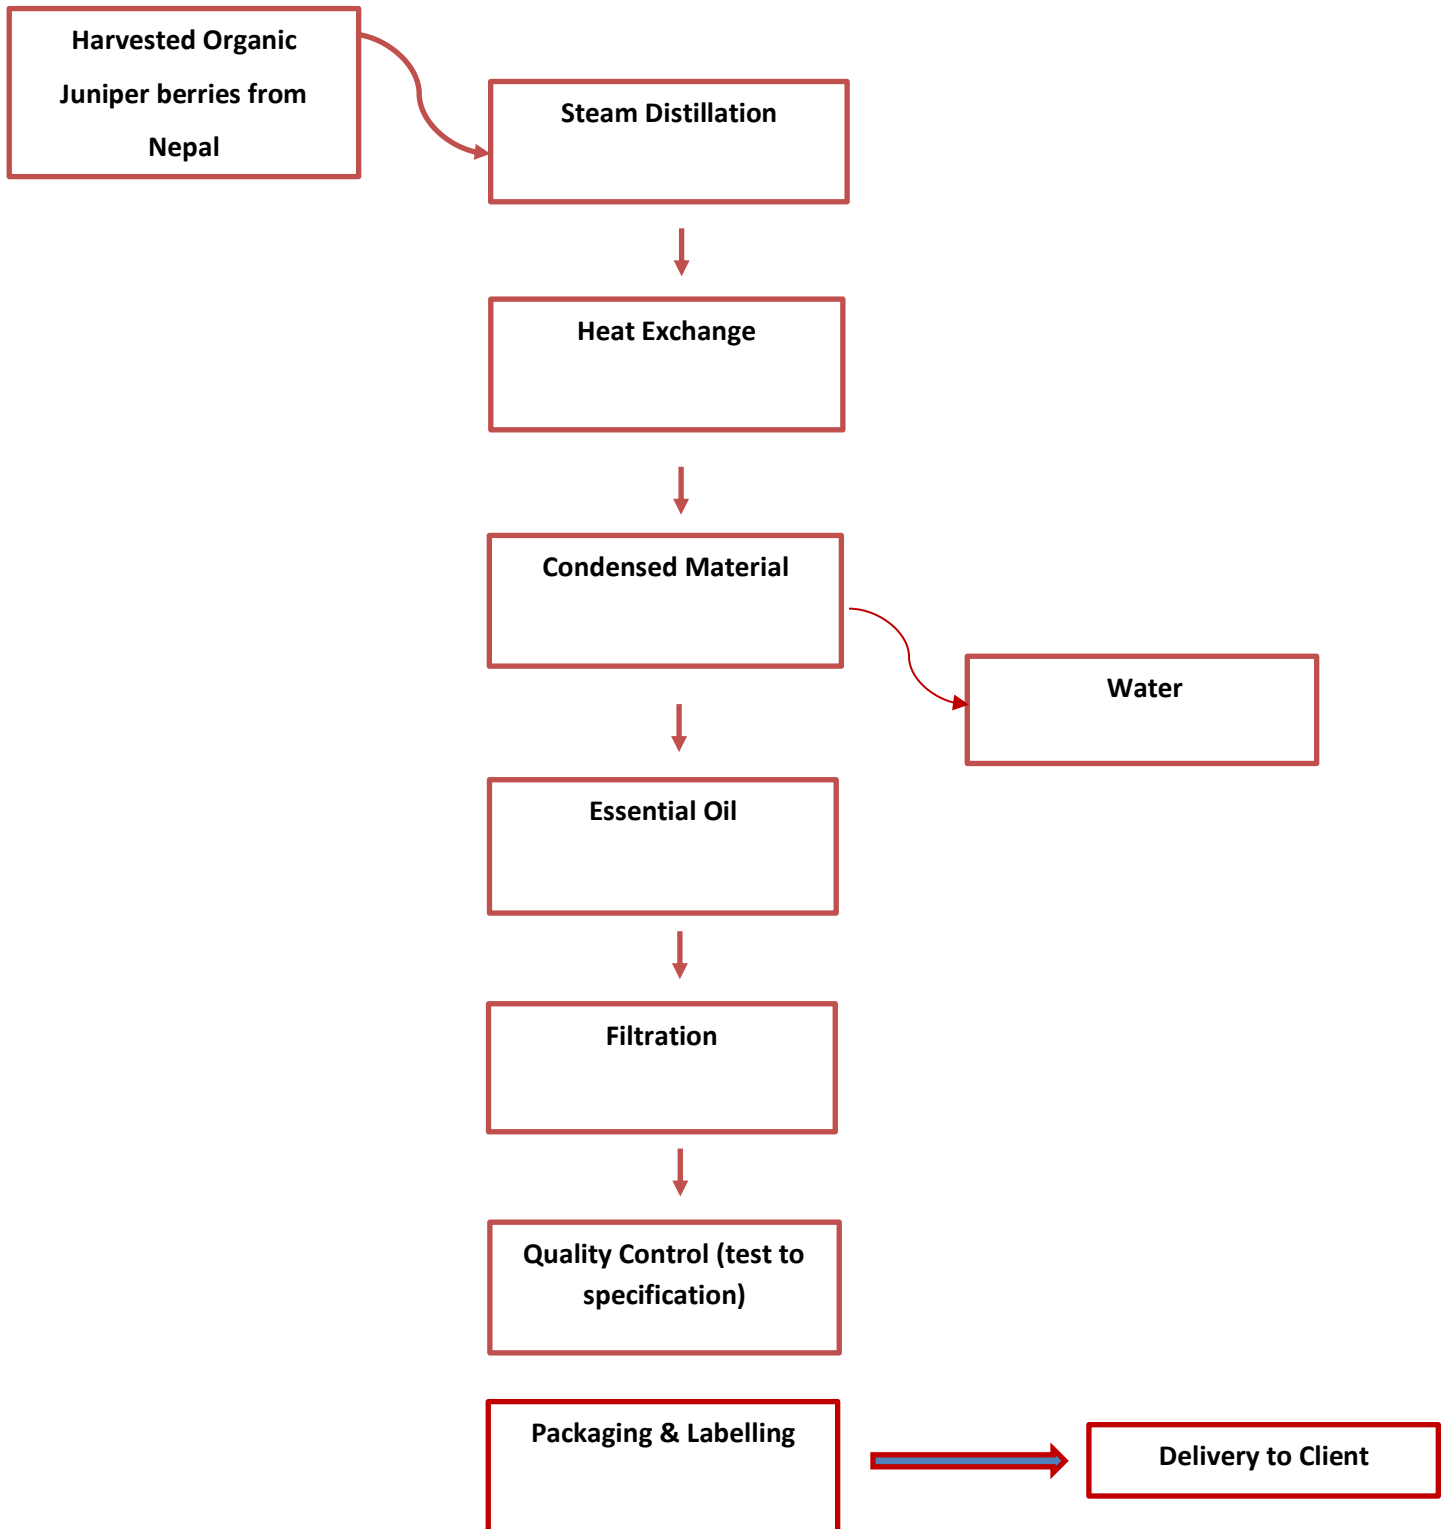 Harvested Organic
Juniper berries from
Nepal
Steam Distillation
Heat Exchange
Condensed Material
Water
Essential Oil
Filtration
Quality Control (test to
specification)
Packaging & Labelling
Delivery to Client